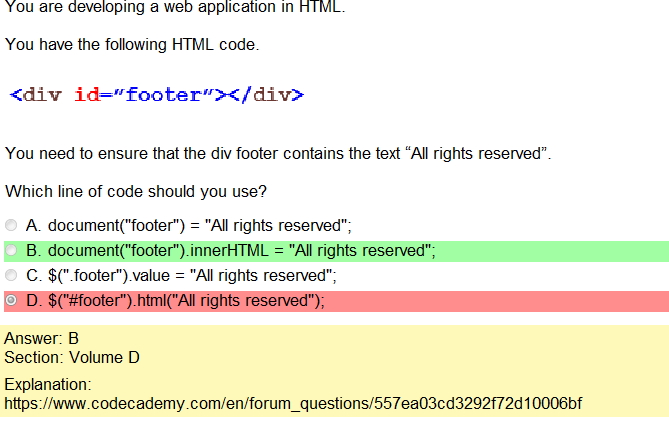 You are developing a web application in HTML.
You have the following HTML code.
<div id="footer"></div>
You need to ensure that the div footer contains the text “All rights reserved”.
Which line of code should you use?
A. document("footer") = "All rights reserved";
B. document("footer").innerHTML = "All rights reserved";
C. $(".footer").value = "All rights reserved";
D. $("#footer").html("All rights reserved");
Answer: B
Section: Volume D
Explanation:
https://www.codecademy.com/en/forum_questions/557ea03cd3292f72d10006bf